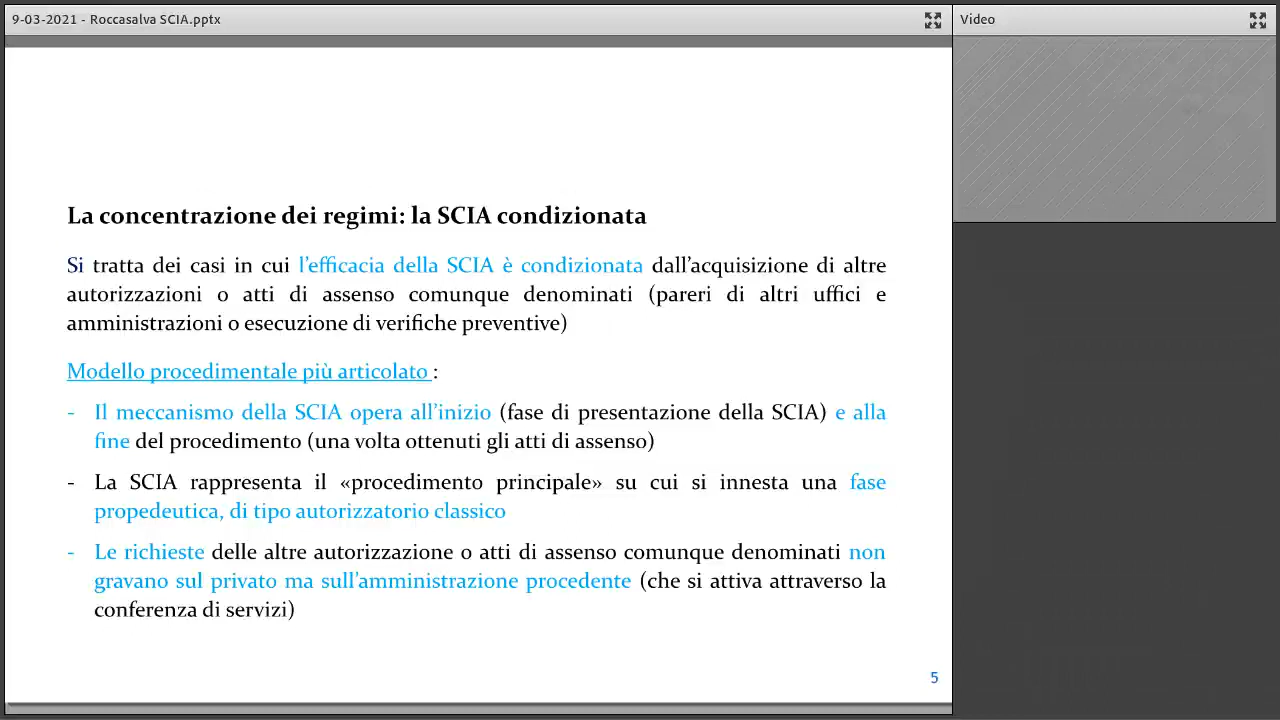 9-03-2021 - Roccasalva SCIA.pptx
Video
La concentrazione dei regimi: la SCIA condizionata
Si tratta dei casi in cui l'efficacia della SCIA è condizionata dall'acquisizione di altre
autorizzazioni o atti di assenso comunque denominati (pareri di altri uffici e
amministrazioni o esecuzione di verifiche preventive)
Modello procedimentale più articolato :
- Il meccanismo della SCIA opera all'inizio (fase di presentazione della SCIA) e alla
fine del procedimento (una volta ottenuti gli atti di assenso)
- La SCIA rappresenta il «procedimento principale» su cui si innesta una fase
propedeutica, di tipo autorizzatorio classico
- Le richieste delle altre autorizzazione o atti di assenso comunque denominati non
gravano sul privato ma sull'amministrazione procedente (che si attiva attraverso la
conferenza di servizi)
5